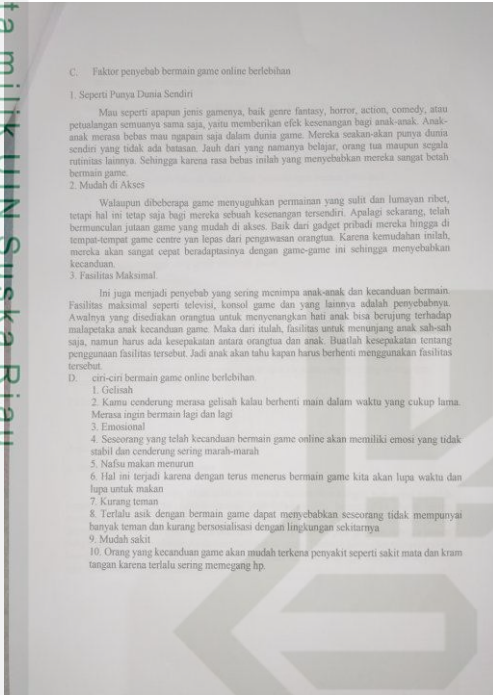 ta milik UIN Suska Riau
C. Faktor penyebab bermain game online berlebihan
1. Seperti Punya Dunia Sendiri
Mau seperti apapun jenis gamenya, baik genre fantasy, horror, action, comedy, atau
petualangan semuanya sama saja, yaitu memberikan efek kesenangan bagi anak-anak. Anak-
anak merasa bebas mau ngapain saja dalam dunia game. Mereka seakan-akan punya dunia
sendiri yang tidak ada batasan. Jauh dari yang namanya belajar, orang tua maupun segala
rutinitas lainnya. Sehingga karena rasa bebas inilah yang menyebabkan mereka sangat betah
bermain game.
2. Mudah di Akses
Walaupun dibeberapa game menyuguhkan permainan yang sulit dan lumayan ribet,
tetapi hal ini tetap saja bagi mereka sebuah kesenangan tersendiri. Apalagi sekarang, telah
bermunculan jutaan game yang mudah di akses. Baik dari gadget pribadi mereka hingga di
tempat-tempat game centre yan lepas dari pengawasan orangtua. Karena kemudahan inilah,
mereka akan sangat cepat beradaptasinya dengan game-game ini sehingga menyebabkan
kecanduan.
3. Fasilitas Maksimal
Ini juga menjadi penyebab yang sering menimpa anak-anak dan kecanduan bermain.
Fasilitas maksimal seperti televisi, konsol game dan yang lainnya adalah penyebabnya.
Awalnya yang disediakan orangtua untuk menyenangkan hati anak bisa berujung terhadap
malapetaka anak kecanduan game. Maka dari itulah, fasilitas untuk menunjang anak sah-sah
saja, namun harus ada kesepakatan antara orangtua dan anak. Buatlah kesepakatan tentang
penggunaan fasilitas tersebut. Jadi anak akan tahu kapan harus berhenti menggunakan fasilitas
tersebut.
D. ciri-ciri bermain game online berlebihan.
1. Gelisah
2. Kamu cenderung merasa gelisah kalau berhenti main dalam waktu yang cukup lama.
Merasa ingin bermain lagi dan lagi
3. Emosional
4. Seseorang yang telah kecanduan bermain game online akan memiliki emosi yang tidak
stabil dan cenderung sering marah-marah
5. Nafsu makan menurun
6. Hal ini terjadi karena dengan terus menerus bermain game kita akan lupa waktu dan
lupa untuk makan
7. Kurang teman
8. Terlalu asik dengan bermain game dapat menyebabkan seseorang tidak mempunyai
banyak teman dan kurang bersosialisasi dengan lingkungan sekitarnya
9. Mudah sakit
10. Orang yang kecanduan game akan mudah terkena penyakit seperti sakit mata dan kram
tangan karena terlalu sering memegang hp.